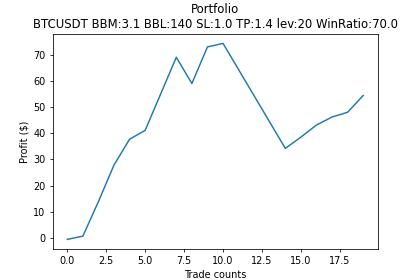 Portfolio
BTCUSDT BBM:3.1 BBL:140 SL:1.0 TP:1.4 lev:20 WinRatio:70.0
70
60
50
40
30
20
10
0
Profit ($)
0.0 2.5 5.0 7.5 10.0 12.5 15.0 17.5
Trade counts